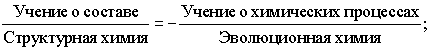 Учение о составе = – Учение о химических процессах ;
Структурная химия Эволюционная химия